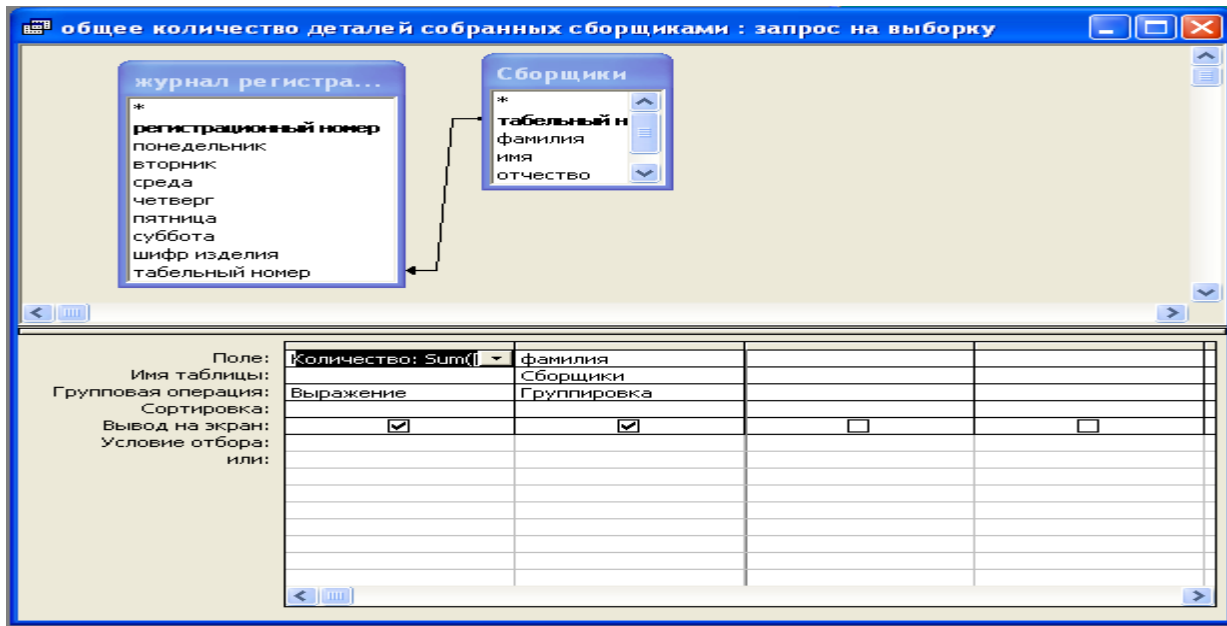 общее количество деталей собранных сборщиками : запрос на выборку
журнал регистра...
*
регистрационный номер
понедельник
вторник
среда
четверг
пятница
суббота
шифр изделия
табельный номер
Сборщики
*
табельный н
фамилия
имя
отчество
Поле: Количество: Sum([ фамилия
Имя таблицы: Сборщики
Групповая операция: Выражение Группировка
Сортировка:
Вывод на экран:
Условие отбора:
или: